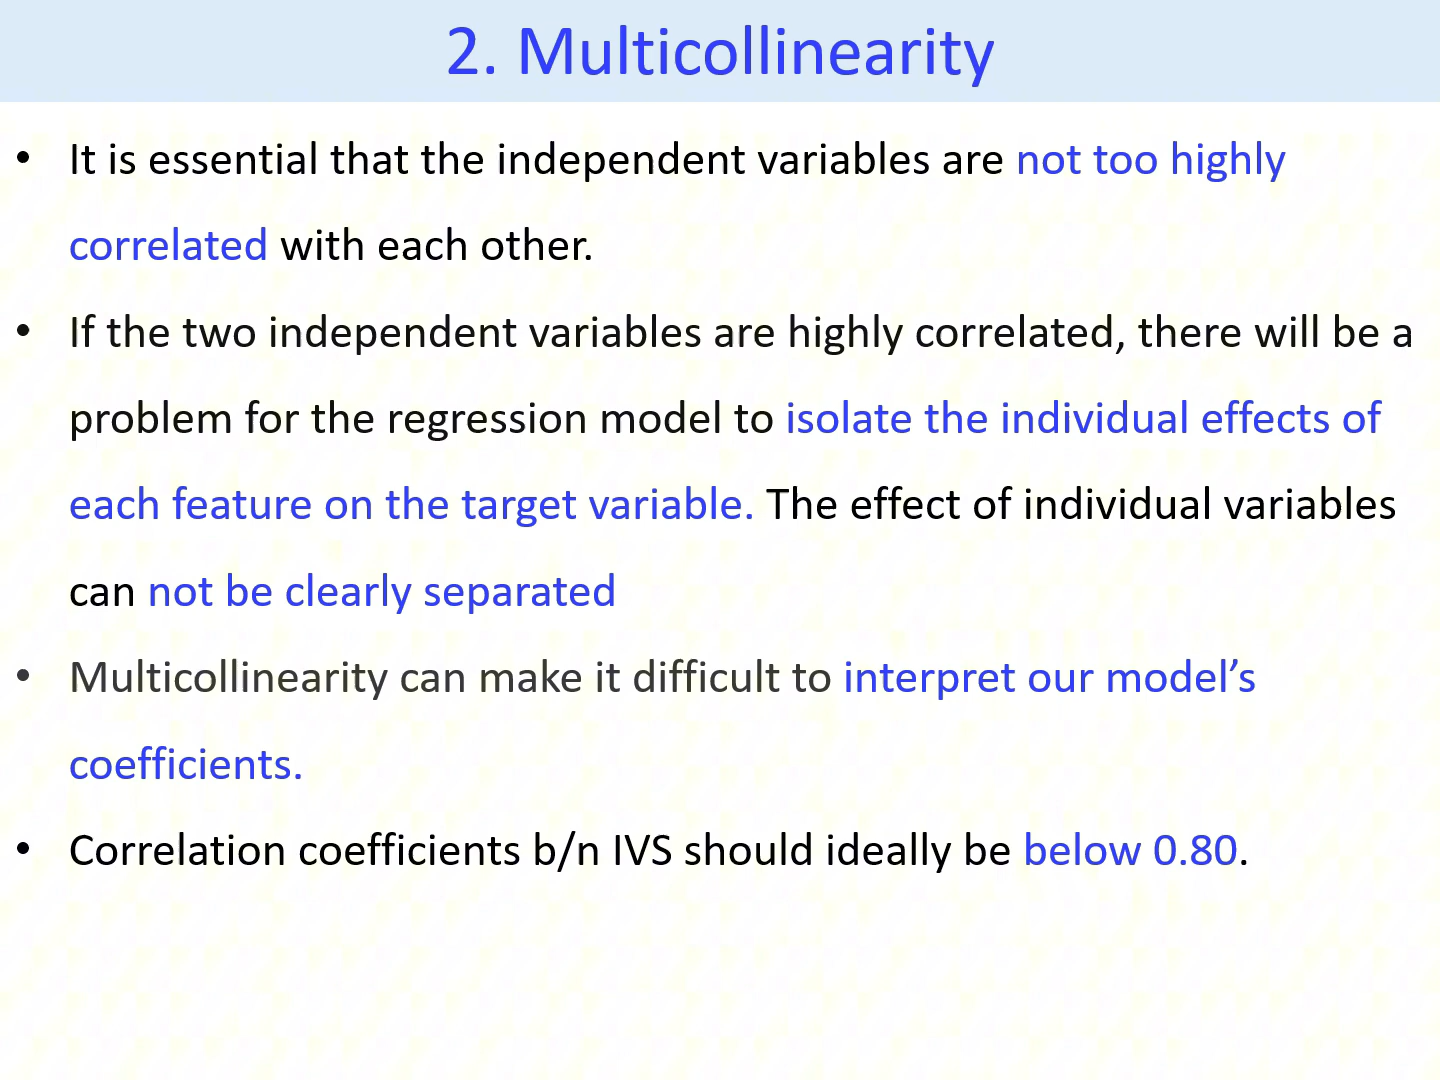 2. Multicollinearity
• It is essential that the independent variables are not too highly
correlated with each other.
• If the two independent variables are highly correlated, there will be a
problem for the regression model to isolate the individual effects of
each feature on the target variable. The effect of individual variables
can not be clearly separated
• Multicollinearity can make it difficult to interpret our model’s
coefficients.
• Correlation coefficients b/n IVS should ideally be below 0.80.